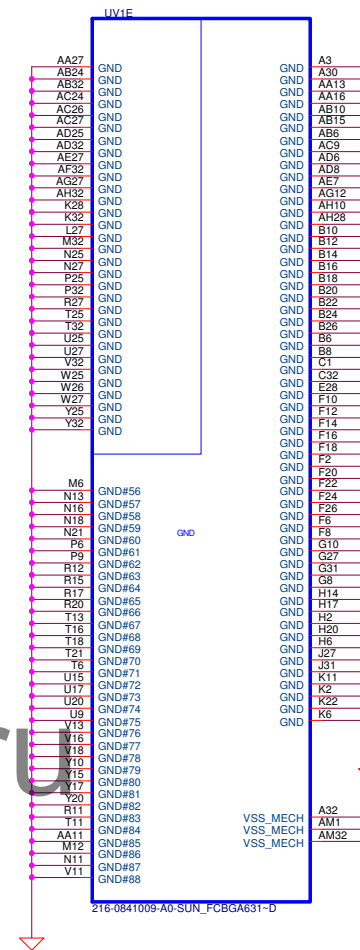 UV1E
AA27 GND GND A3
AB24 GND GND A30
AB32 GND GND AA13
AC24 GND GND AA16
AC26 GND GND AB10
AC27 GND GND AB15
AD25 GND GND AB6
AD32 GND GND AC9
AE27 GND GND AD6
AF32 GND GND AD8
AG27 GND GND AE7
AH32 GND GND AG12
K28 GND GND AH10
K32 GND GND AH28
L27 GND GND B10
M32 GND GND B12
N25 GND GND B14
N27 GND GND B16
P25 GND GND B18
P32 GND GND B20
R27 GND GND B22
T25 GND GND B24
T32 GND GND B26
U25 GND GND B6
U27 GND GND B8
V32 GND GND C1
W25 GND GND C32
W26 GND GND E28
W27 GND GND F10
Y25 GND GND F12
Y32 GND GND F14
GND F16
GND F18
GND F2
GND F20
M6 GND#56 GND F22
N13 GND#57 GND F24
N16 GND#58 GND F26
N18 GND#59 GND F6
N21 GND#60 GND GND F8
P6 GND#61 GND G10
P9 GND#62 GND G27
R12 GND#63 GND G31
R15 GND#64 GND G8
R17 GND#65 GND H14
R20 GND#66 GND H17
T13 GND#67 GND H2
T16 GND#68 GND H20
T18 GND#69 GND H6
T21 GND#70 GND J27
T6 GND#71 GND J31
U15 GND#72 GND K11
U17 GND#73 GND K2
U20 GND#74 GND K22
U9 GND#75 GND K6
V13 GND#76
V16 GND#77
V18 GND#78
Y10 GND#79
Y15 GND#80
Y17 GND#81
Y20 GND#82
R11 GND#83 VSS_MECH A32
T11 GND#84 VSS_MECH AM1
AA11 GND#85 VSS_MECH AM32
M12 GND#86
N11 GND#87
V11 GND#88
216-0841009-A0-SUN_FCBGA631~D